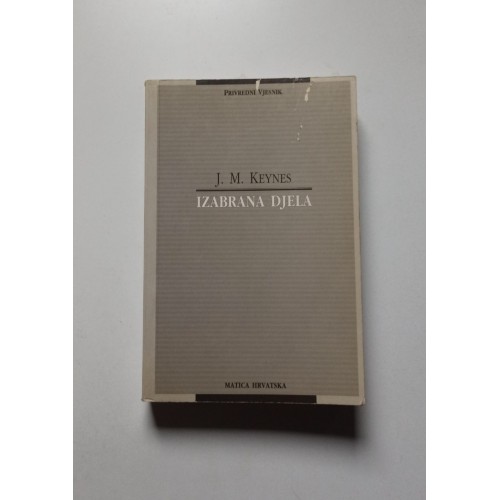 PRIVREDNI VJESNIK
J. M. KEYNES
IZABRANA DJELA
MATICA HRVATSKA